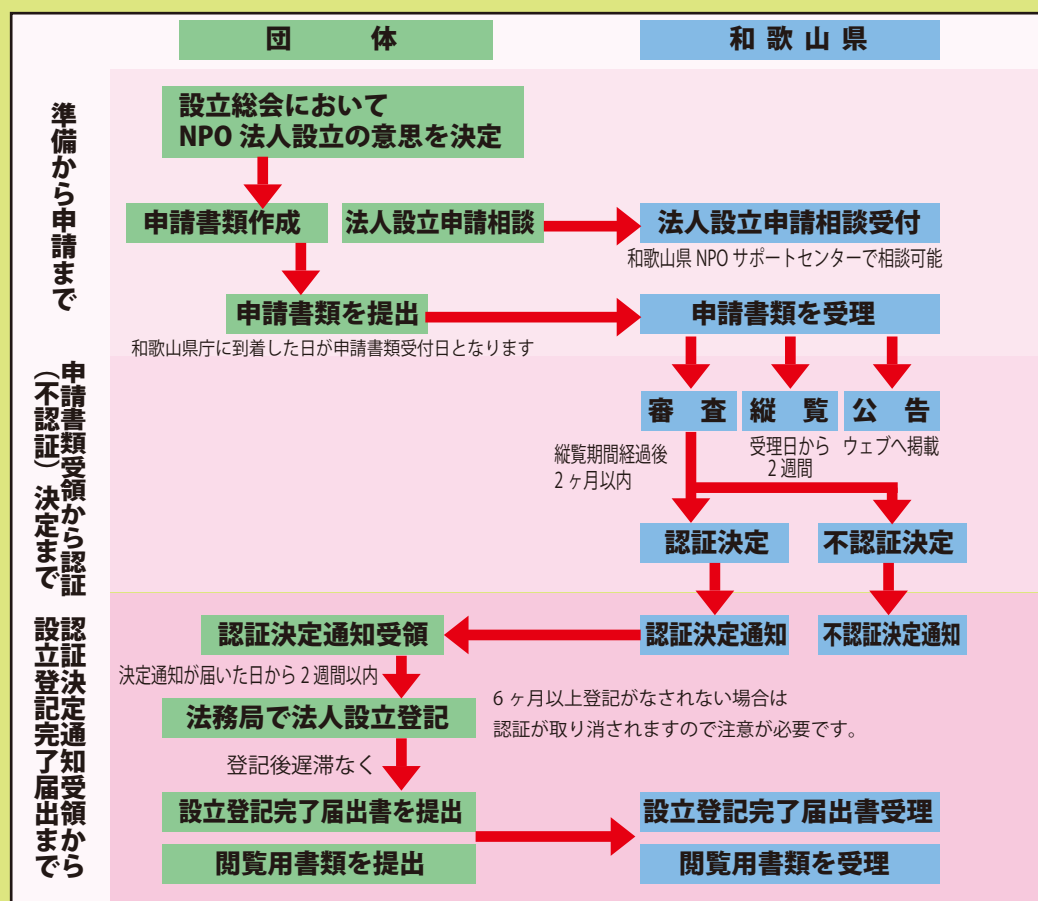 団体
和歌山県
準備から申請まで
設立総会において
NPO 法人設立の意思を決定
申請書類作成
法人設立申請相談
法人設立申請相談受付
和歌山県 NPO サポートセンターで相談可能
申請書類を提出
申請書類を受理
和歌山県庁に到着した日が申請書類受付日となります
申請書類受領から認証
（不認証）決定まで
審査
縦覧
公告
縦覧期間経過後
2 ヶ月以内
受理日から
2 週間
ウェブへ掲載
認証決定
不認証決定
認証決定通知受領から
設立登記完了届出まで
認証決定通知受領
認証決定通知
不認証決定通知
決定通知が届いた日から 2 週間以内
法務局で法人設立登記
6 ヶ月以上登記がなされない場合は
認証が取り消されますので注意が必要です。
登記後遅滞なく
設立登記完了届出書を提出
設立登記完了届出書受理
閲覧用書類を提出
閲覧用書類を受理